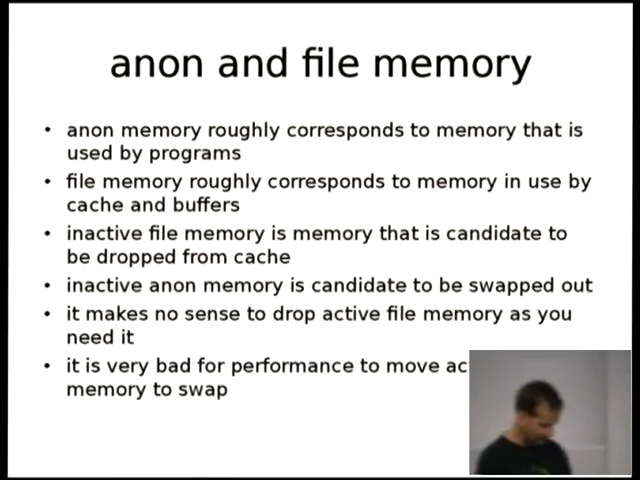 anon and file memory
• anon memory roughly corresponds to memory that is
used by programs
• file memory roughly corresponds to memory in use by
cache and buffers
• inactive file memory is memory that is candidate to
be dropped from cache
• inactive anon memory is candidate to be swapped out
• it makes no sense to drop active file memory as you
need it
• it is very bad for performance to move
memory to swap